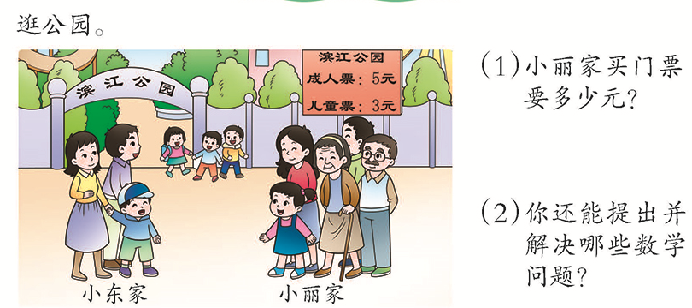 逛公园。
滨江公园
滨江公园
成人票：5元
儿童票：3元
小东家
小丽家
(1)小丽家买门票
要多少元?
(2)你还能提出并
解决哪些数学
问题?